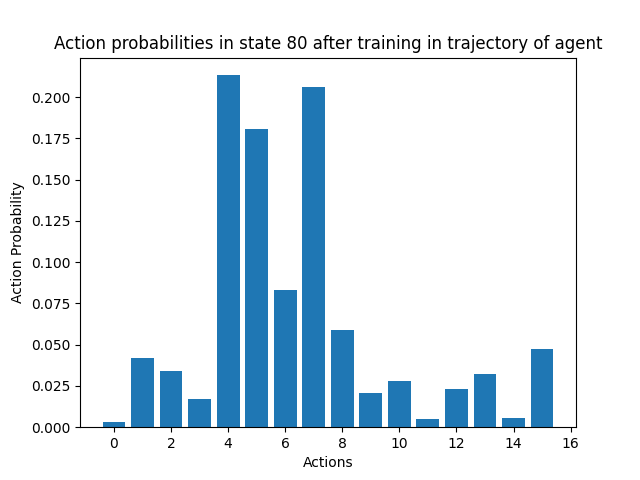 Action probabilities in state 80 after training in trajectory of agent
0.200
0.175
0.150
0.125
0.100
0.075
0.050
0.025
0.000
Action Probability
0 2 4 6 8 10 12 14 16
Actions